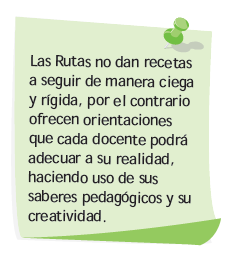 Las Rutas no dan recetas
a seguir de manera ciega
y rígida, por el contrario
ofrecen orientaciones
que cada docente podrá
adecuar a su realidad,
haciendo uso de sus
saberes pedagógicos y su
creatividad.